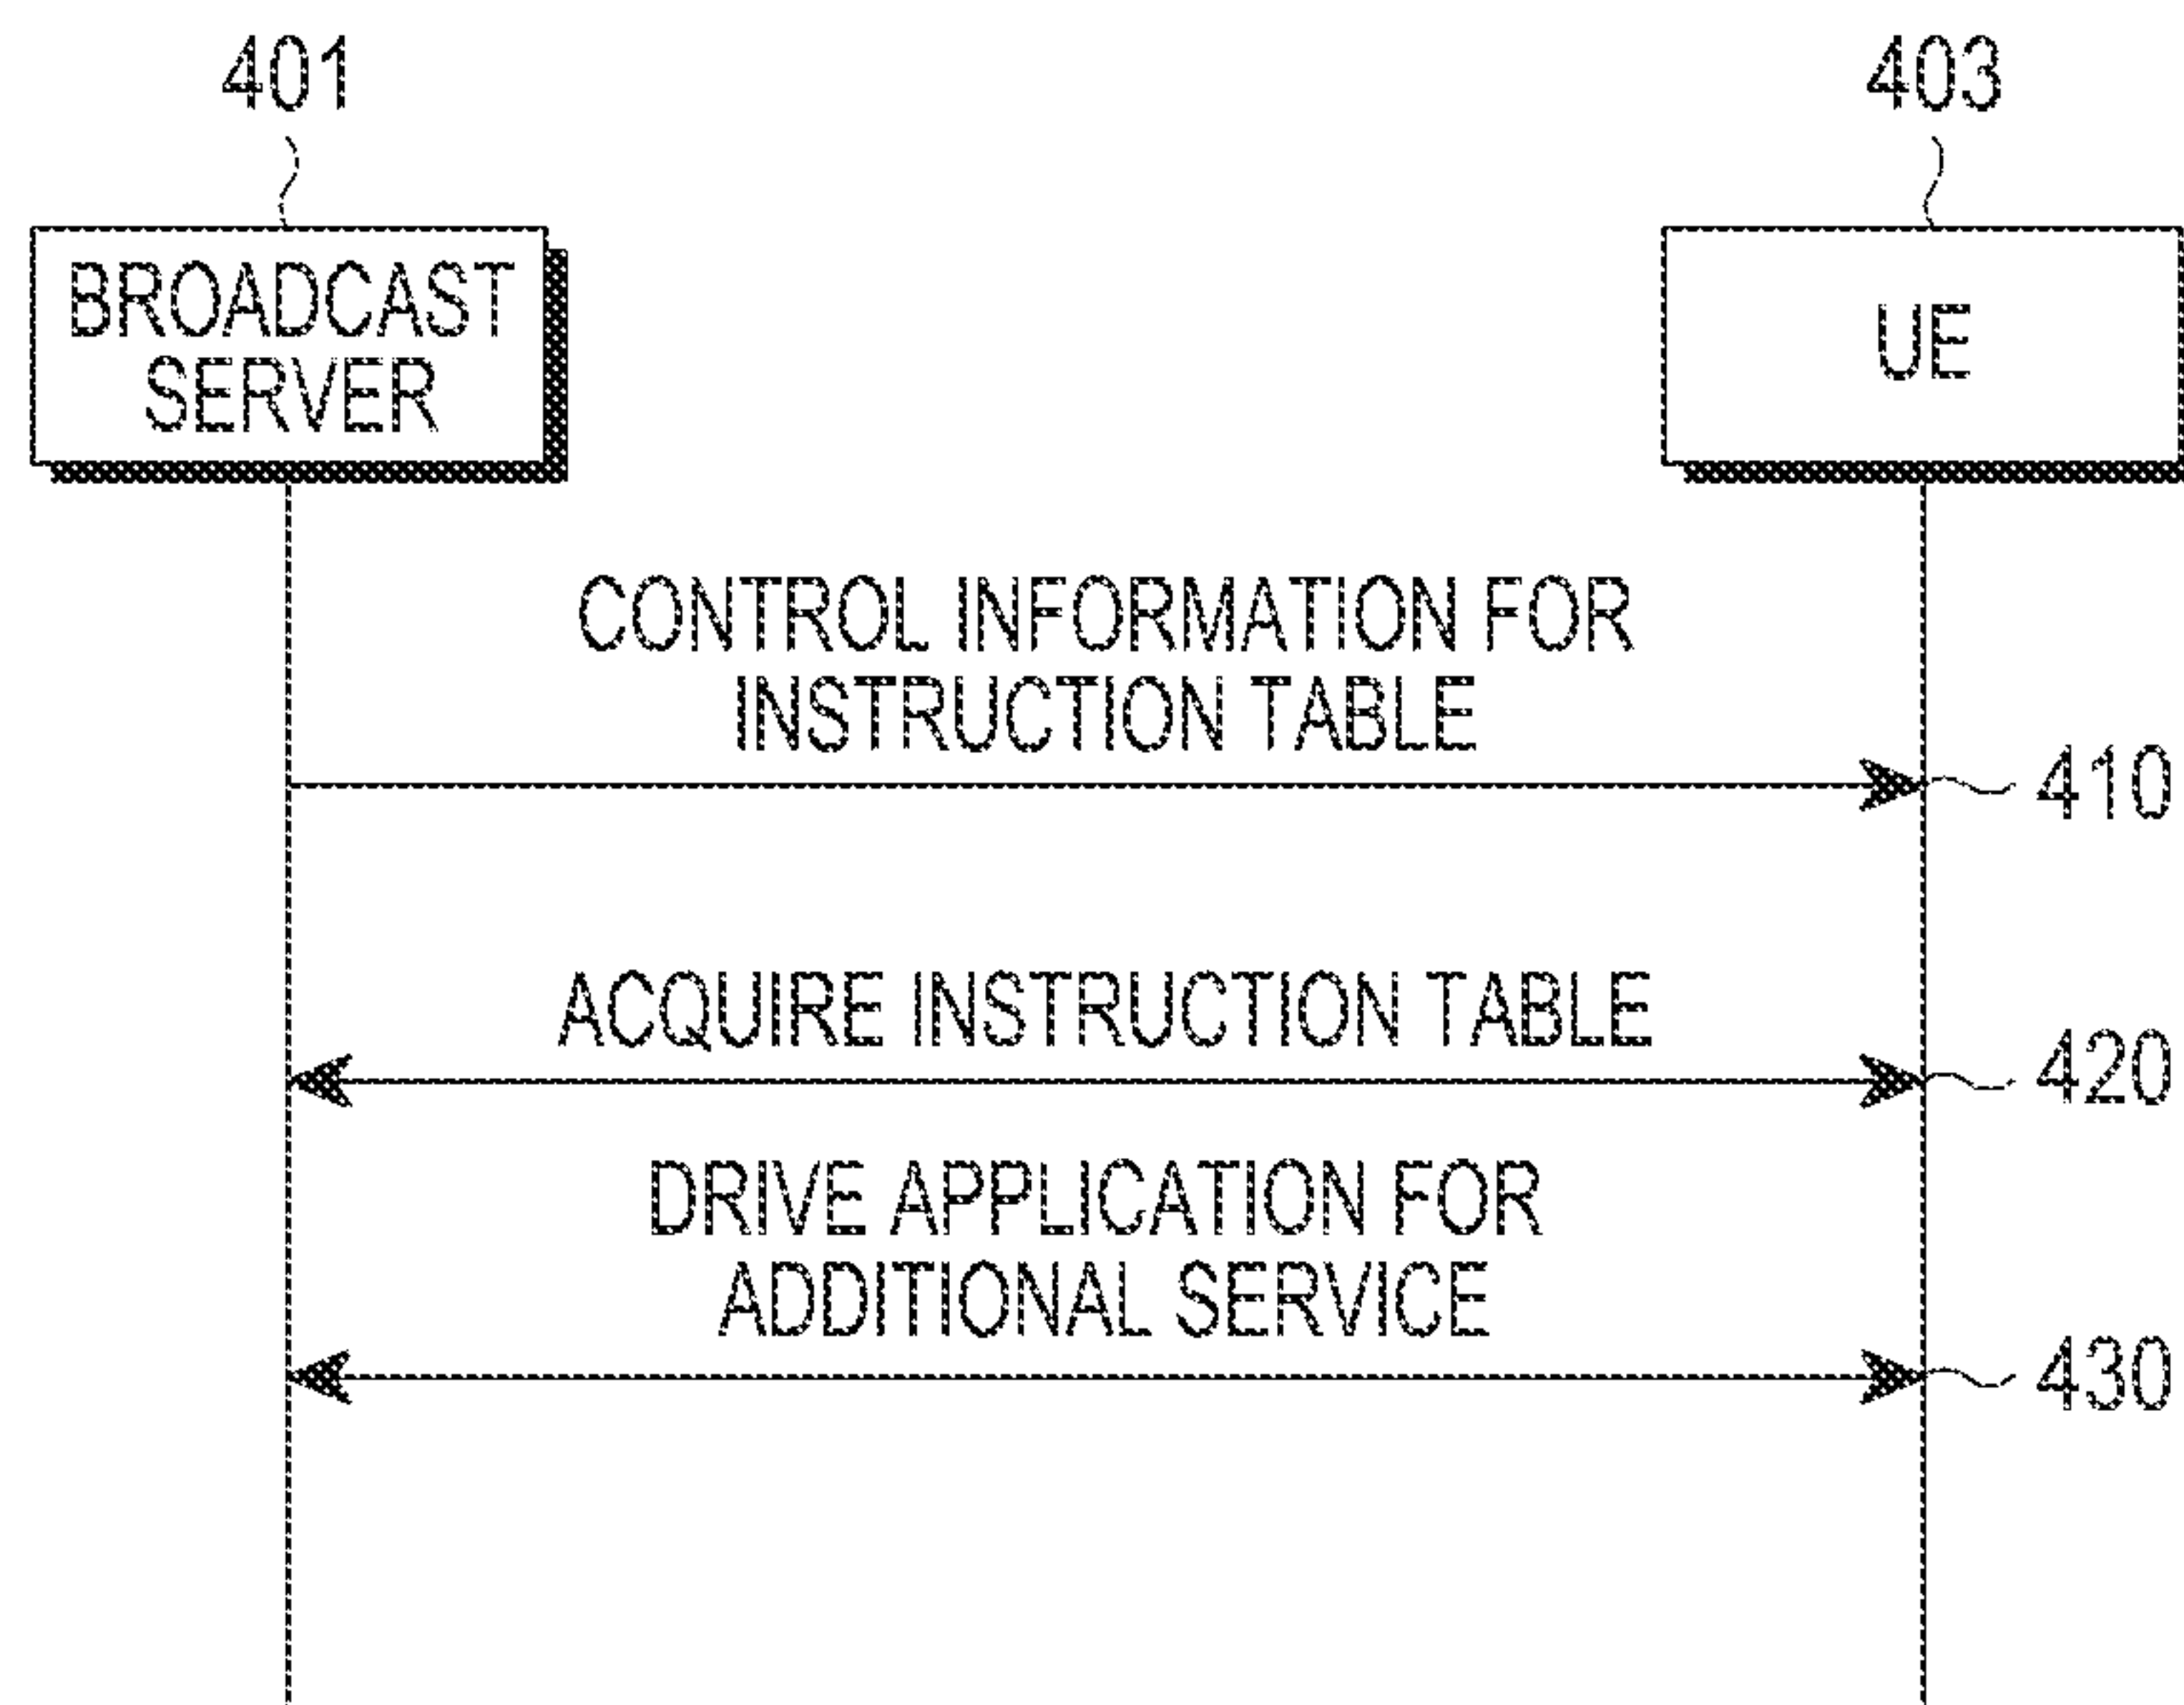 401
403
BROADCAST
SERVER
UE
CONTROL INFORMATION FOR
INSTRUCTION TABLE
410
ACQUIRE INSTRUCTION TABLE
420
DRIVE APPLICATION FOR
ADDITIONAL SERVICE
430